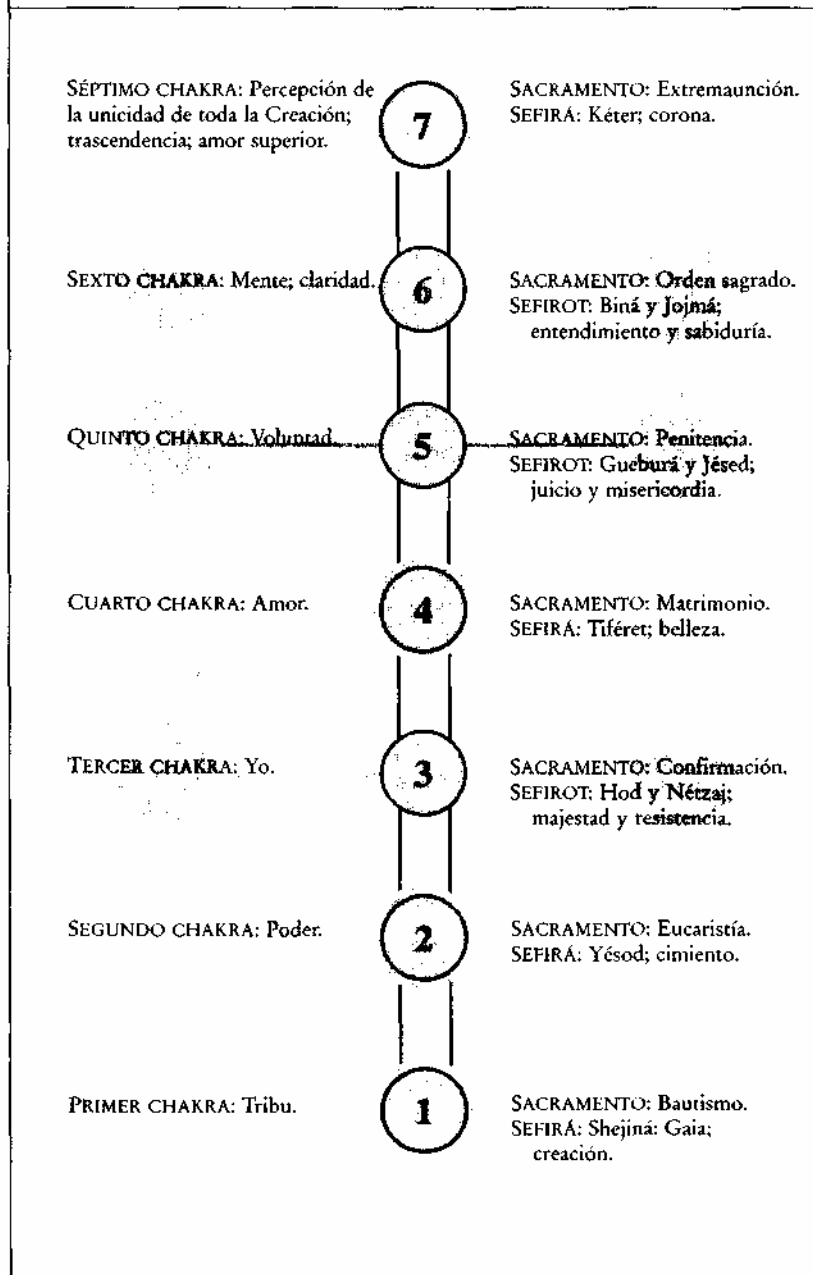 SÉPTIMO CHAKRA: Percepción de
la unicidad de toda la Creación;
trascendencia; amor superior.
7
SACRAMENTO: Extremaunción.
SEFIRÁ: Kéter; corona.
SEXTO CHAKRA: Mente; claridad.
6
SACRAMENTO: Orden sagrado.
SEFIROT: Biná y Jojmá;
entendimiento y sabiduría.
QUINTO CHAKRA: Voluntad.
5
SACRAMENTO: Penitencia.
SEFIROT: Gueburá y Jésed;
juicio y misericordia.
CUARTO CHAKRA: Amor.
4
SACRAMENTO: Matrimonio.
SEFIRÁ: Tiféret; belleza.
TERCER CHAKRA: Yo.
3
SACRAMENTO: Confirmación.
SEFIROT: Hod y Nétzaj;
majestad y resistencia.
SEGUNDO CHAKRA: Poder.
2
SACRAMENTO: Eucaristía.
SEFIRÁ: Yésod; cimiento.
PRIMER CHAKRA: Tribu.
1
SACRAMENTO: Bautismo.
SEFIRÁ: Shejiná: Gaia;
creación.